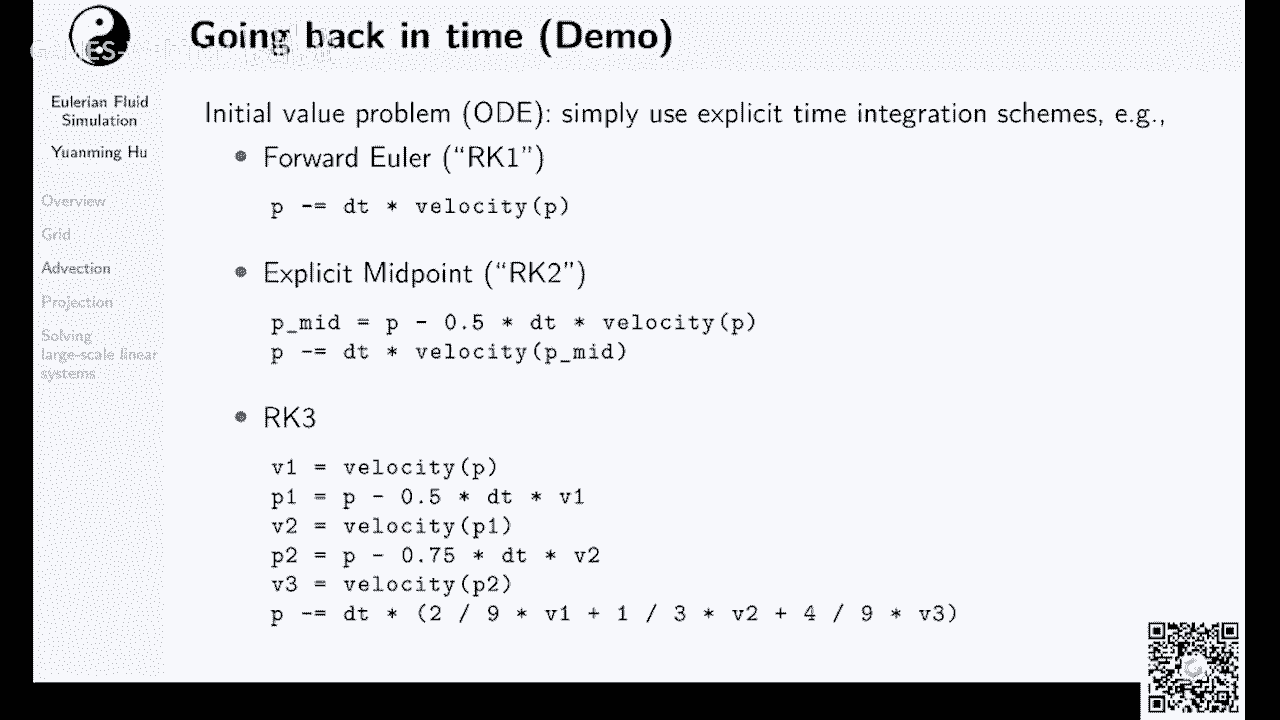 Going back in time (Demo)
Eulerian Fluid
Simulation
Yuanming Hu
Overview
Grid
Advection
Projection
Solving
large-scale linear
systems
Initial value problem (ODE): simply use explicit time integration schemes, e.g.,
• Forward Euler (“RK1”)
p -= dt * velocity(p)
• Explicit Midpoint (“RK2”)
p_mid = p - 0.5 * dt * velocity(p)
p -= dt * velocity(p_mid)
• RK3
v1 = velocity(p)
p1 = p - 0.5 * dt * v1
v2 = velocity(p1)
p2 = p - 0.75 * dt * v2
v3 = velocity(p2)
p -= dt * (2 / 9 * v1 + 1 / 3 * v2 + 4 / 9 * v3)